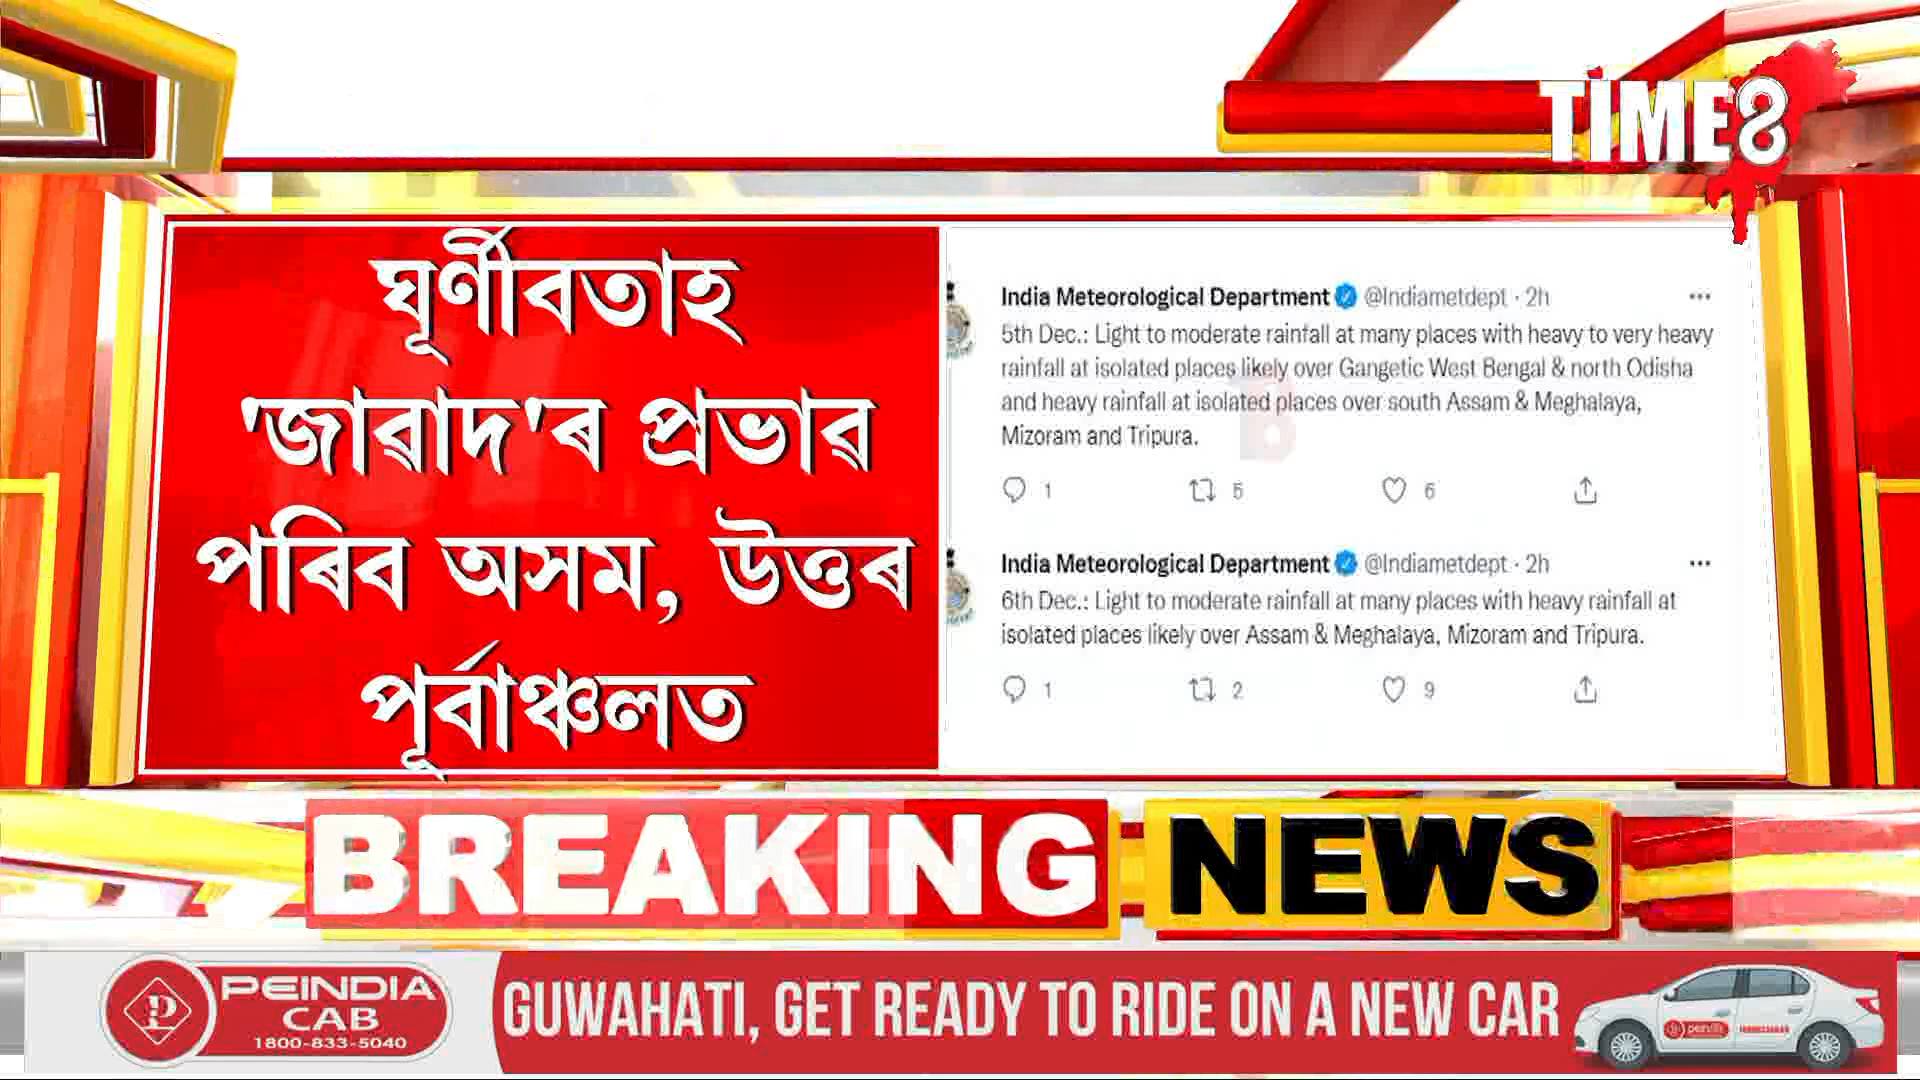 TIME8
ঘূৰ্ণীবতাহ
'জাৱাদ'ৰ প্ৰভাৱ
পৰিব অসম, উত্তৰ
পূৰ্বাঞ্চলত
India Meteorological Department @Indiametdept · 2h
5th Dec.: Light to moderate rainfall at many places with heavy to very heavy
rainfall at isolated places likely over Gangetic West Bengal & north Odisha
and heavy rainfall at isolated places over south Assam & Meghalaya,
Mizoram and Tripura.
1 5 6
India Meteorological Department @Indiametdept · 2h
6th Dec.: Light to moderate rainfall at many places with heavy rainfall at
isolated places likely over Assam & Meghalaya, Mizoram and Tripura.
1 2 9
BREAKING NEWS
PEINDIA
CAB
1800-833-5040
GUWAHATI, GET READY TO RIDE ON A NEW CAR